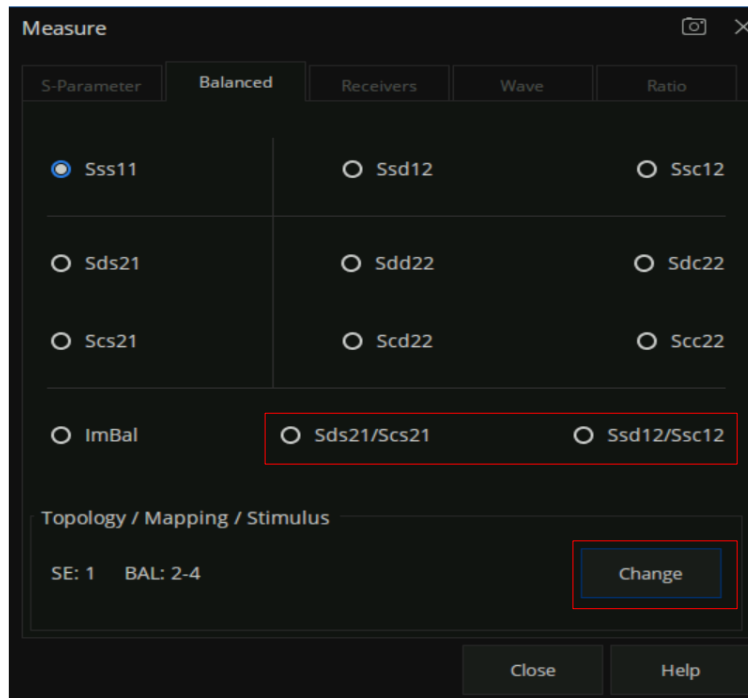 Measure
S-Parameter Balanced Receivers Wave Ratio
Sss11 Ssd12 Ssc12
Sds21 Sdd22 Sdc22
Scs21 Scd22 Scc22
ImBal Sds21/Scs21 Ssd12/Ssc12
Topology / Mapping / Stimulus
SE: 1 BAL: 2-4 Change
Close Help